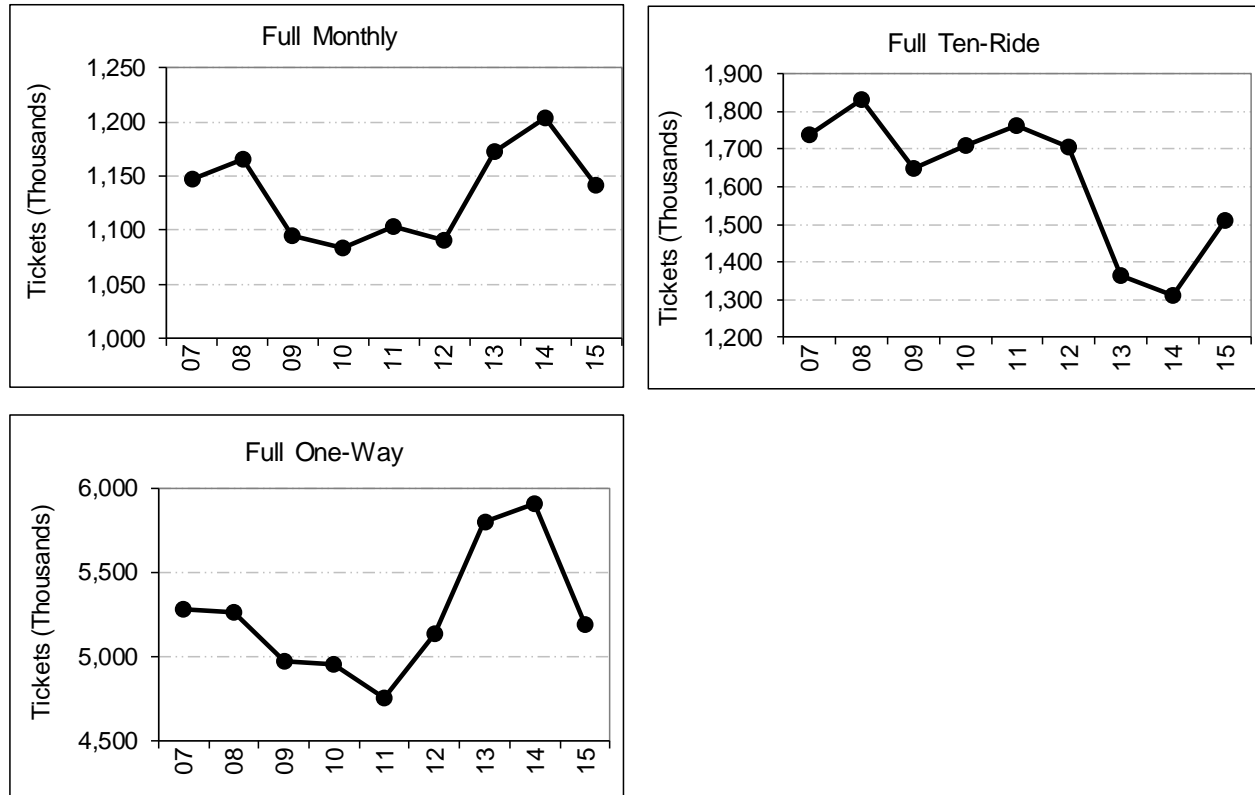 Full Monthly
Tickets (Thousands)
1,250
1,200
1,150
1,100
1,050
1,000
07 08 09 10 11 12 13 14 15
Full Ten-Ride
Tickets (Thousands)
1,900
1,800
1,700
1,600
1,500
1,400
1,300
1,200
07 08 09 10 11 12 13 14 15
Full One-Way
Tickets (Thousands)
6,000
5,500
5,000
4,500
07 08 09 10 11 12 13 14 15